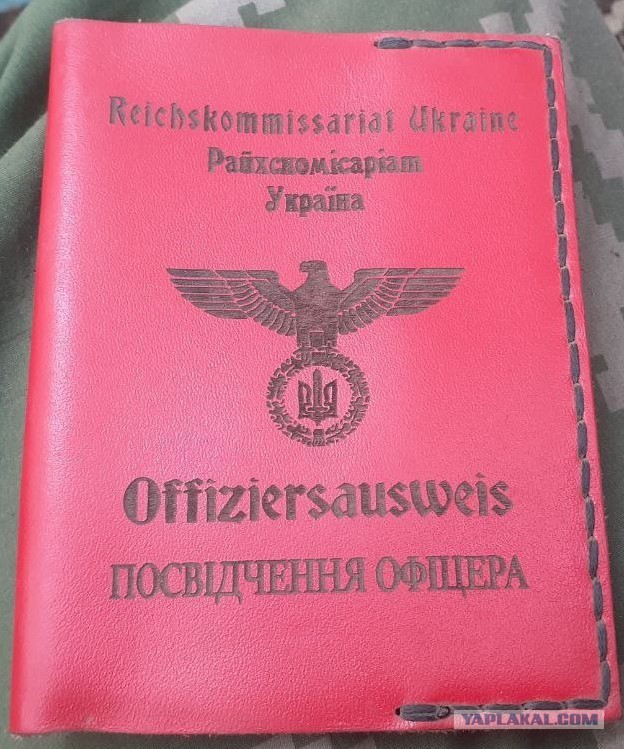 Reichskommissariat Ukraine
Райхскомісаріат
Україна
Offiziersausweis
ПОСВІДЧЕННЯ ОФІЦЕРА
YAPLAKAL.COM